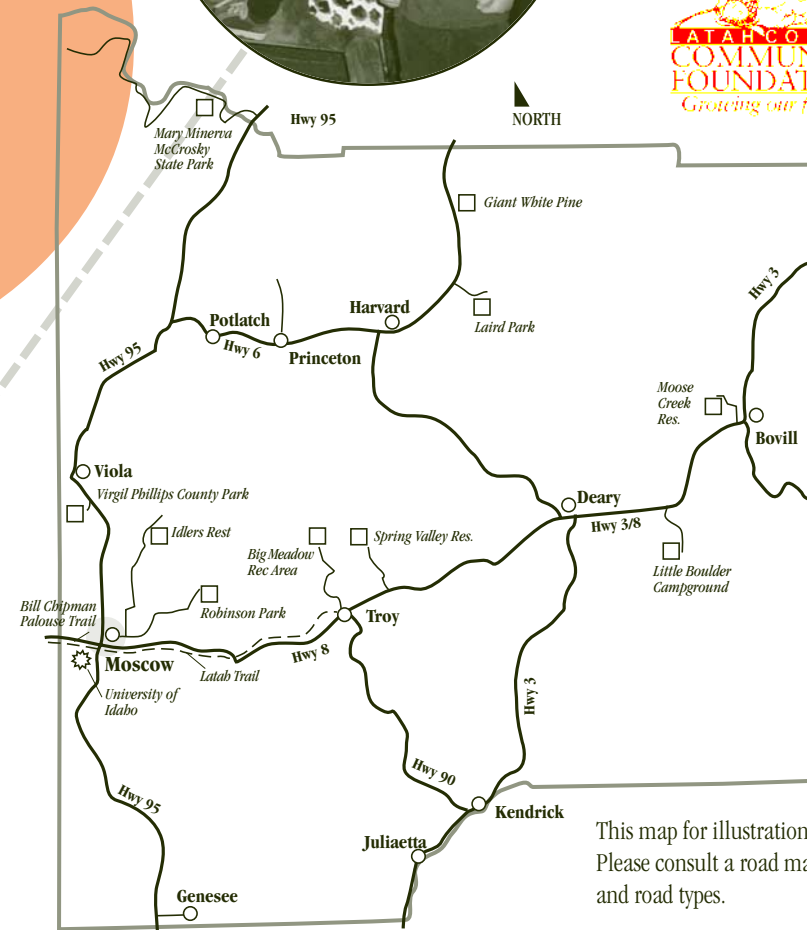 LATAH CO
COMMUN
FOUNDAT
Growing our
NORTH
Hwy 95
Mary Minerva
McCrosky
State Park
Giant White Pine
Hwy 3
Potlatch
Harvard
Hwy 6
Princeton
Laird Park
Hwy 95
Moose
Creek
Res.
Bovill
Viola
Virgil Phillips County Park
Deary
Hwy 3/8
Idlers Rest
Big Meadow
Rec Area
Spring Valley Res.
Little Boulder
Campground
Bill Chipman
Palouse Trail
Robinson Park
Troy
Moscow
Latah Trail
Hwy 8
University of
Idaho
Hwy 3
Hwy 95
Hwy 90
Kendrick
Juliaetta
Genesee
This map for illustration
Please consult a road ma
and road types.